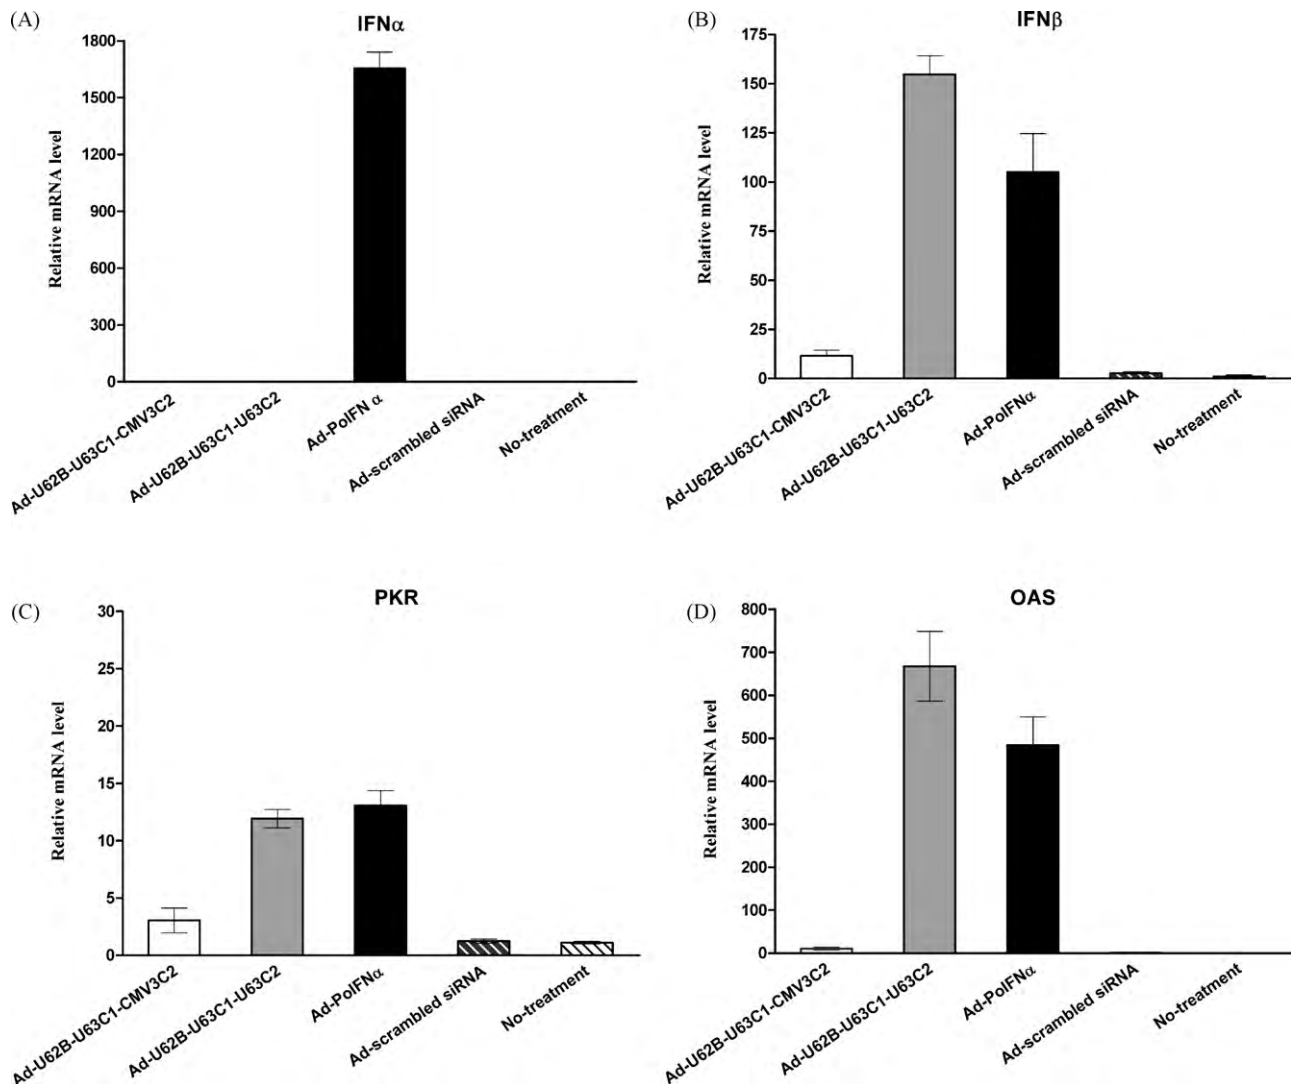 (A)
IFNα
Relative mRNA level
1800
1500
1200
900
600
300
0
Ad-U62B-U63C1-CMV3C2
Ad-U62B-U63C1-U63C2
Ad-PoIFN α
Ad-scrambled siRNA
No-treatment
(B)
IFNβ
Relative mRNA level
175
150
125
100
75
50
25
0
Ad-U62B-U63C1-CMV3C2
Ad-U62B-U63C1-U63C2
Ad-PoIFNα
Ad-scrambled siRNA
No-treatment
(C)
PKR
Relative mRNA level
30
25
20
15
10
5
0
Ad-U62B-U63C1-CMV3C2
Ad-U62B-U63C1-U63C2
Ad-PoIFNα
Ad-scrambled siRNA
No-treatment
(D)
OAS
Relative mRNA level
800
700
600
500
400
300
200
100
0
Ad-U62B-U63C1-CMV3C2
Ad-U62B-U63C1-U63C2
Ad-PoIFNα
Ad-scrambled siRNA
No-treatment